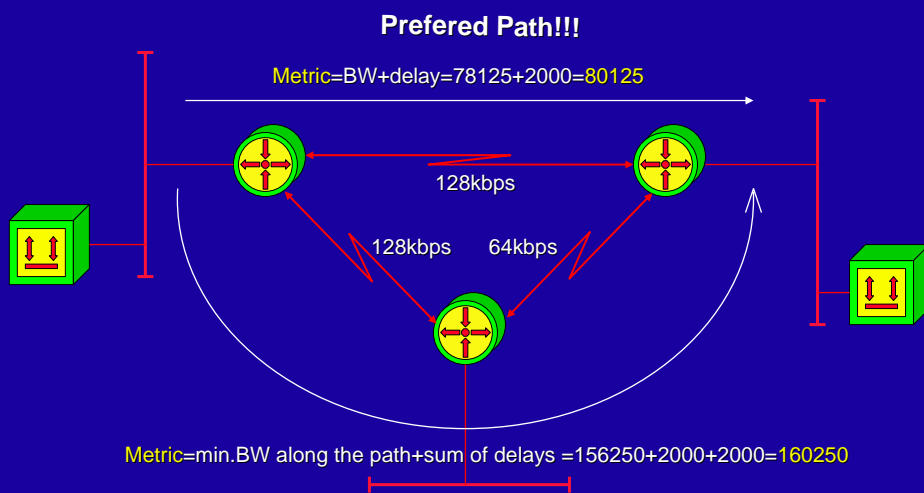 Prefered Path!!!
Metric=BW+delay=78125+2000=80125
128kbps
128kbps
64kbps
Metric=min.BW along the path+sum of delays =156250+2000+2000=160250